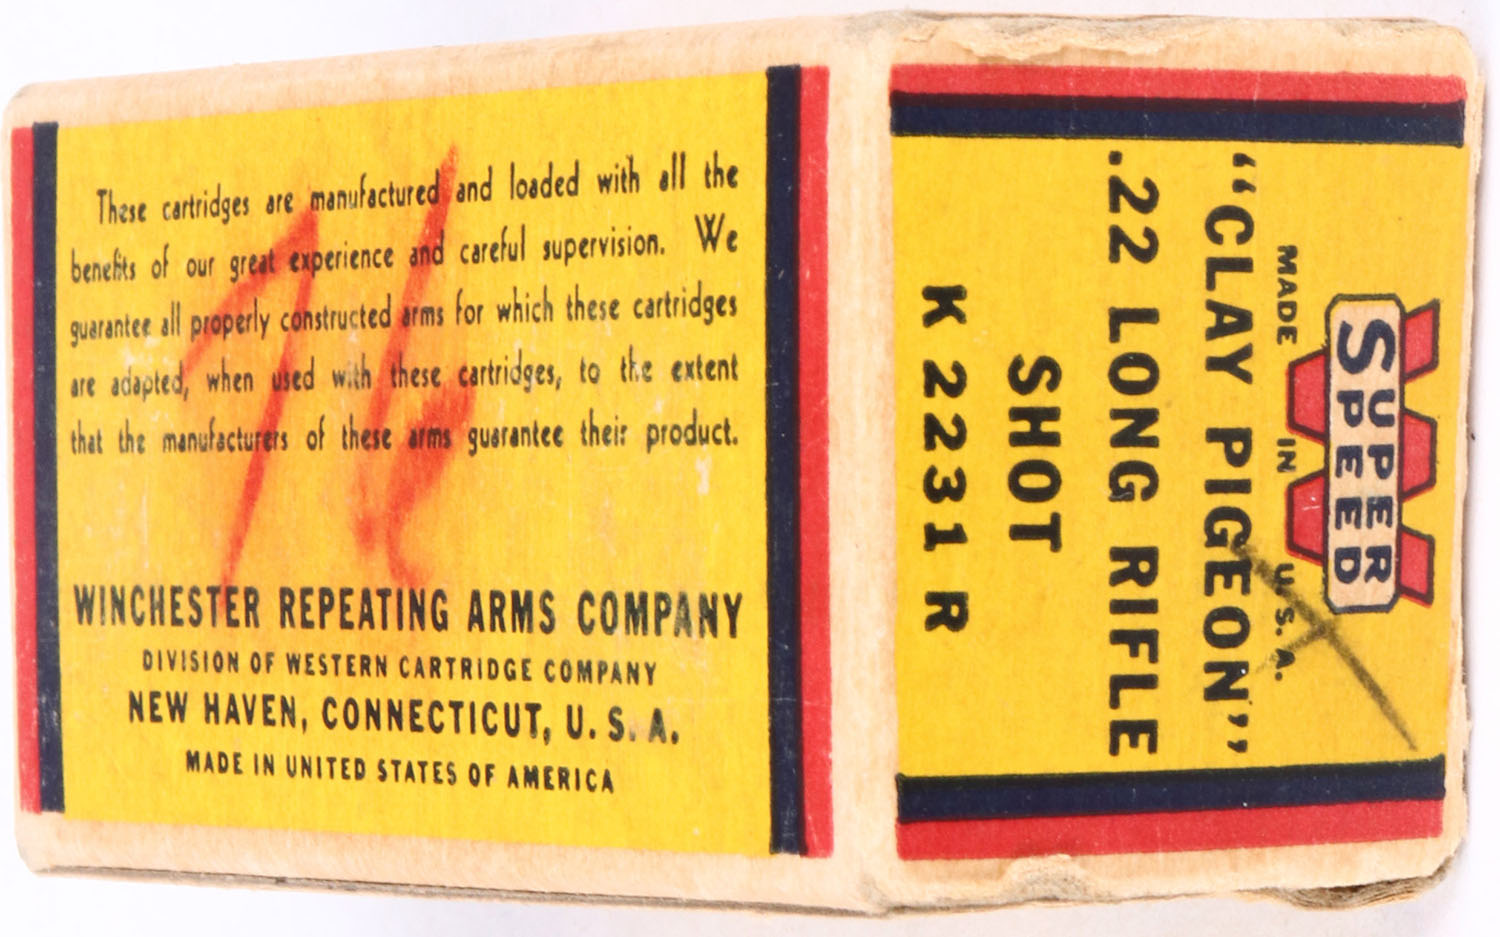 These cartridges are manufactured and loaded with all the
benefits of our great experience and careful supervision. We
guarantee all properly constructed arms for which these cartridges
are adapted, when used with these cartridges, to the extent
that the manufacturers of these arms guarantee their product.
WINCHESTER REPEATING ARMS COMPANY
DIVISION OF WESTERN CARTRIDGE COMPANY
NEW HAVEN, CONNECTICUT, U. S. A.
MADE IN UNITED STATES OF AMERICA
SUPER
SPEED
W
MADE IN U.S.A.
"CLAY PIGEON"
.22 LONG RIFLE
SHOT
K 2231 R